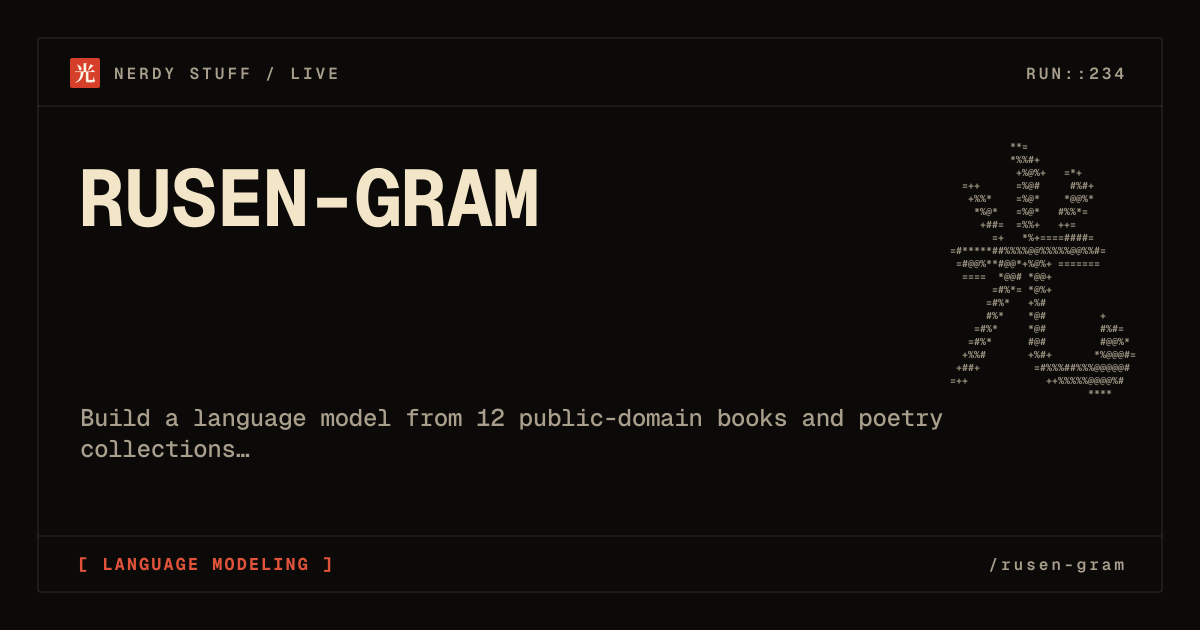 光 NERDY STUFF / LIVE
RUN::234
RUSEN-GRAM
Build a language model from 12 public-domain books and poetry
collections…
[ LANGUAGE MODELING ]
/rusen-gram